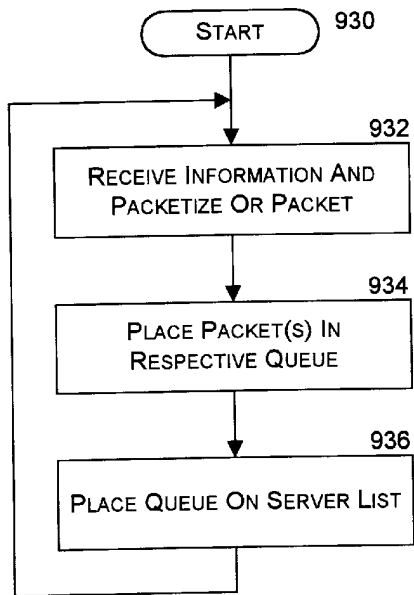 START
930
932
RECEIVE INFORMATION AND
PACKETIZE OR PACKET
934
PLACE PACKET(S) IN
RESPECTIVE QUEUE
936
PLACE QUEUE ON SERVER LIST